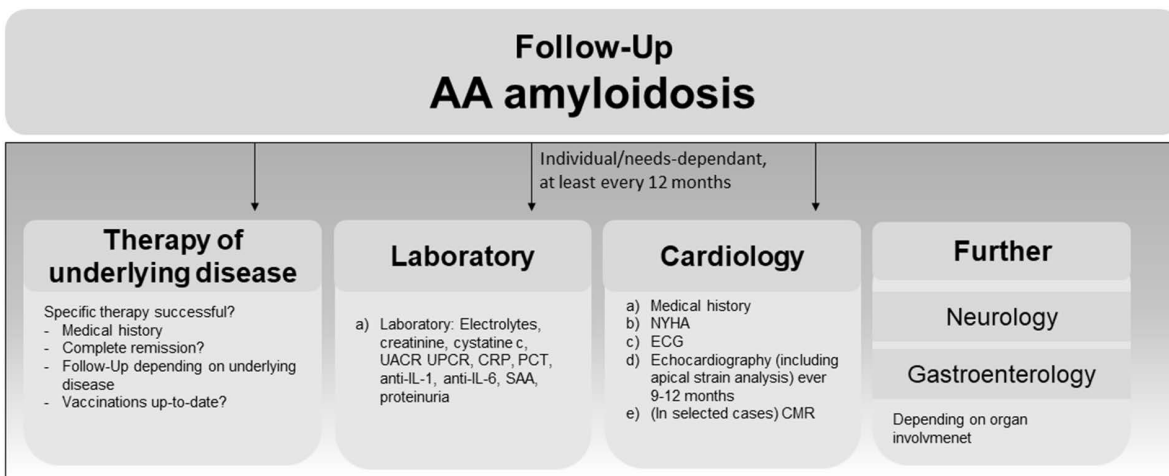 Follow-Up
AA amyloidosis
Individual/needs-dependant,
at least every 12 months
Therapy of
underlying disease
Specific therapy successful?
- Medical history
- Complete remission?
- Follow-Up depending on underlying
disease
- Vaccinations up-to-date?
Laboratory
a) Laboratory: Electrolytes,
creatinine, cystatine c,
UACR UPCR, CRP, PCT,
anti-IL-1, anti-IL-6, SAA,
proteinuria
Cardiology
a) Medical history
b) NYHA
c) ECG
d) Echocardiography (including
apical strain analysis) ever
9-12 months
e) (In selected cases) CMR
Further
Neurology
Gastroenterology
Depending on organ
involvmenet